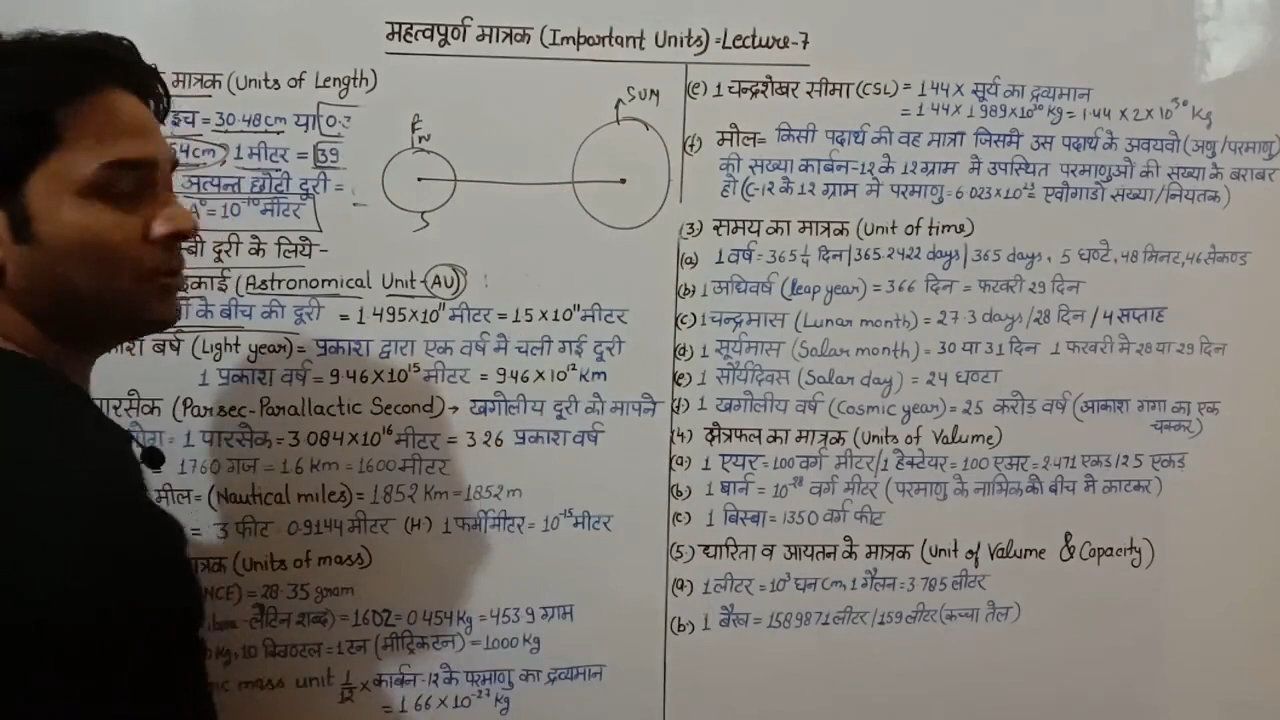 महत्वपूर्ण मात्रक (Important Units) = Lecture-7
मात्रक (Units of Length)
= 30.48cm या 0.3
54cm, 1 मीटर = 39
अत्यन्त छोटी दूरी =
A° = 10⁻¹⁰ मीटर
दूरी के लिये -
इकाई (Astronomical Unit - AU)
के बीच की दूरी = 1.495×10¹¹ मीटर = 1.5×10¹¹ मीटर
वर्ष (Light year) = प्रकाश द्वारा एक वर्ष मे चली गई दूरी
1 प्रकाश वर्ष = 9.46×10¹⁵ मीटर = 9.46×10¹² Km
पारसेक (Parsec-Parallactic Second) → खगोलीय दूरी को मापने
1 पारसेक = 3.084×10¹⁶ मीटर = 3.26 प्रकाश वर्ष
= 1760 गज = 1.6 Km = 1600 मीटर
मील = (Nautical miles) = 1.852 Km = 1852 m
= 3 फीट 0.9144 मीटर (H) 1 फर्मीमीटर = 10⁻¹⁵ मीटर
मात्रक (Units of mass)
NCE) = 28.35 gram
लैटिन शब्द) = 16OZ = 0.454 Kg = 453.9 ग्राम
Kg, 10 क्विण्टल = 1 टन (मीट्रिकटन) = 1000 Kg
mass unit 1/12 × कार्बन-12 के परमाणु का द्रव्यमान
= 1.66×10⁻²⁷ Kg
SUN
(e) 1 चन्द्रशेखर सीमा (CSL) = 1.44 × सूर्य का द्रव्यमान
= 1.44 × 1.989×10³⁰ Kg = 1.44 × 2 × 10³⁰ Kg
(f) मोल = किसी पदार्थ की वह मात्रा जिसमे उस पदार्थ के अवयवो (अणु/परमाणु)
की संख्या कार्बन-12 के 12 ग्राम मे उपस्थित परमाणुओं की संख्या के बराबर
हो (C-12 के 12 ग्राम मे परमाणु = 6.023×10²³ = एवोगाद्रो संख्या/नियतक)
(3) समय का मात्रक (Unit of time)
(a) 1 वर्ष = 365¼ दिन | 365.2422 days | 365 days, 5 घण्टे, 48 मिनट, 46 सेकण्ड
(b) 1 अधिवर्ष (leap year) = 366 दिन = फरवरी 29 दिन
(c) 1 चन्द्रमास (Lunar month) = 27.3 days / 28 दिन / 4 सप्ताह
(d) 1 सूर्यमास (Solar month) = 30 या 31 दिन 1 फरवरी मे 28 या 29 दिन
(e) 1 सौर्यदिवस (Solar day) = 24 घण्टा
(f) 1 खगोलीय वर्ष (Cosmic year) = 25 करोड वर्ष (आकाश गंगा का एक
चक्कर)
(4) क्षेत्रफल का मात्रक (Units of Volume)
(a) 1 एयर = 100 वर्ग मीटर / 1 हेक्टेयर = 100 एअर = 2.471 एकड / 2.5 एकड
(b) 1 बार्न = 10⁻²⁸ वर्ग मीटर (परमाणु के नाभिक को बीच मे काटकर)
(c) 1 बिस्बा = 1350 वर्ग फीट
(5) धारिता व आयतन के मात्रक (Unit of Volume & Capacity)
(a) 1 लीटर = 10³ घन Cm, 1 गैलन = 3.785 लीटर
(b) 1 बैरल = 158.9871 लीटर / 159 लीटर (कच्चा तेल)